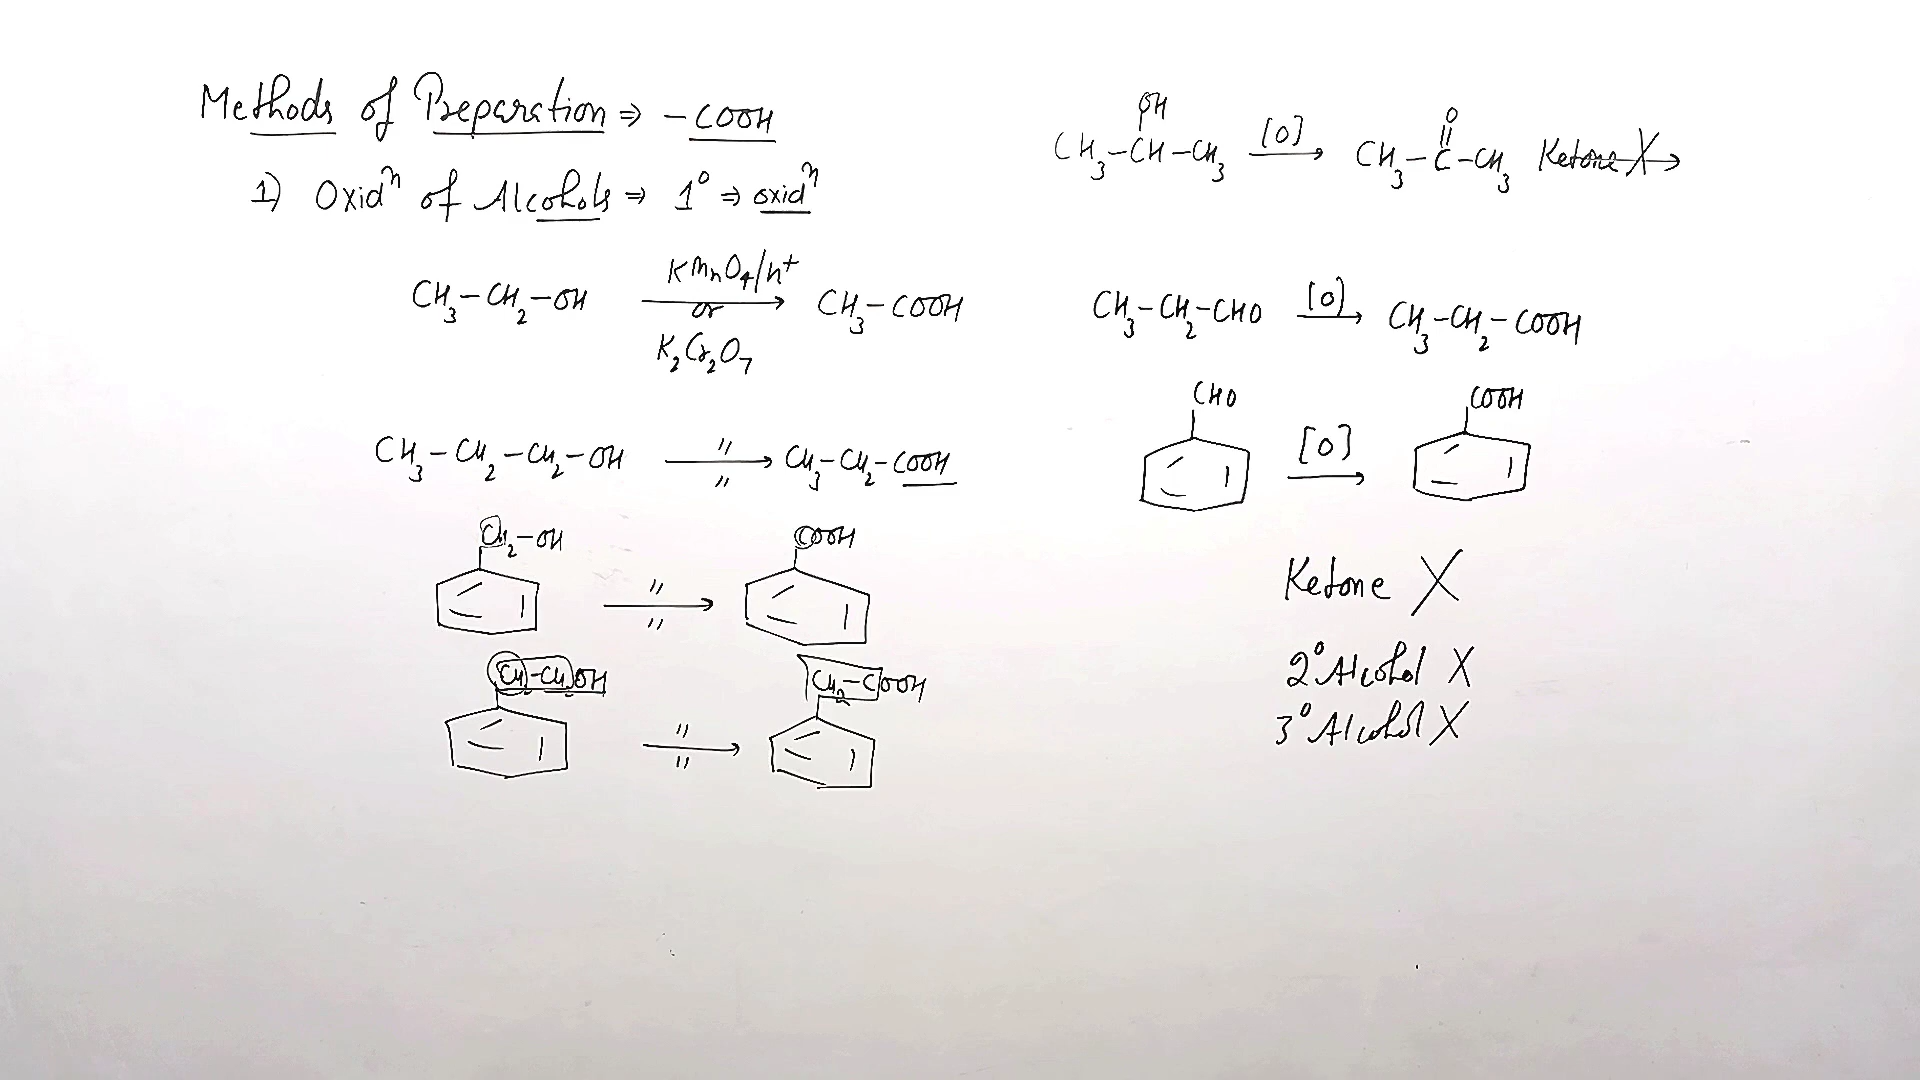 Methods of Preparation ⇒ -COOH
1) Oxidⁿ of Alcohols ⇒ 1° ⇒ oxidⁿ
CH₃-CH₂-OH KMnO₄/H⁺ or K₂Cr₂O₇ → CH₃-COOH
CH₃-CH₂-CH₂-OH " → " CH₃-CH₂-COOH
CH₂-OH " → " COOH
CH₂-CH₂OH " → " CH₂-COOH
OH
CH₃-CH-CH₃ [O] → CH₃-C-CH₃ Ketone X →
O
CH₃-CH₂-CHO [O] → CH₃-CH₂-COOH
CHO [O] → COOH
Ketone X
2° Alcohol X
3° Alcohol X